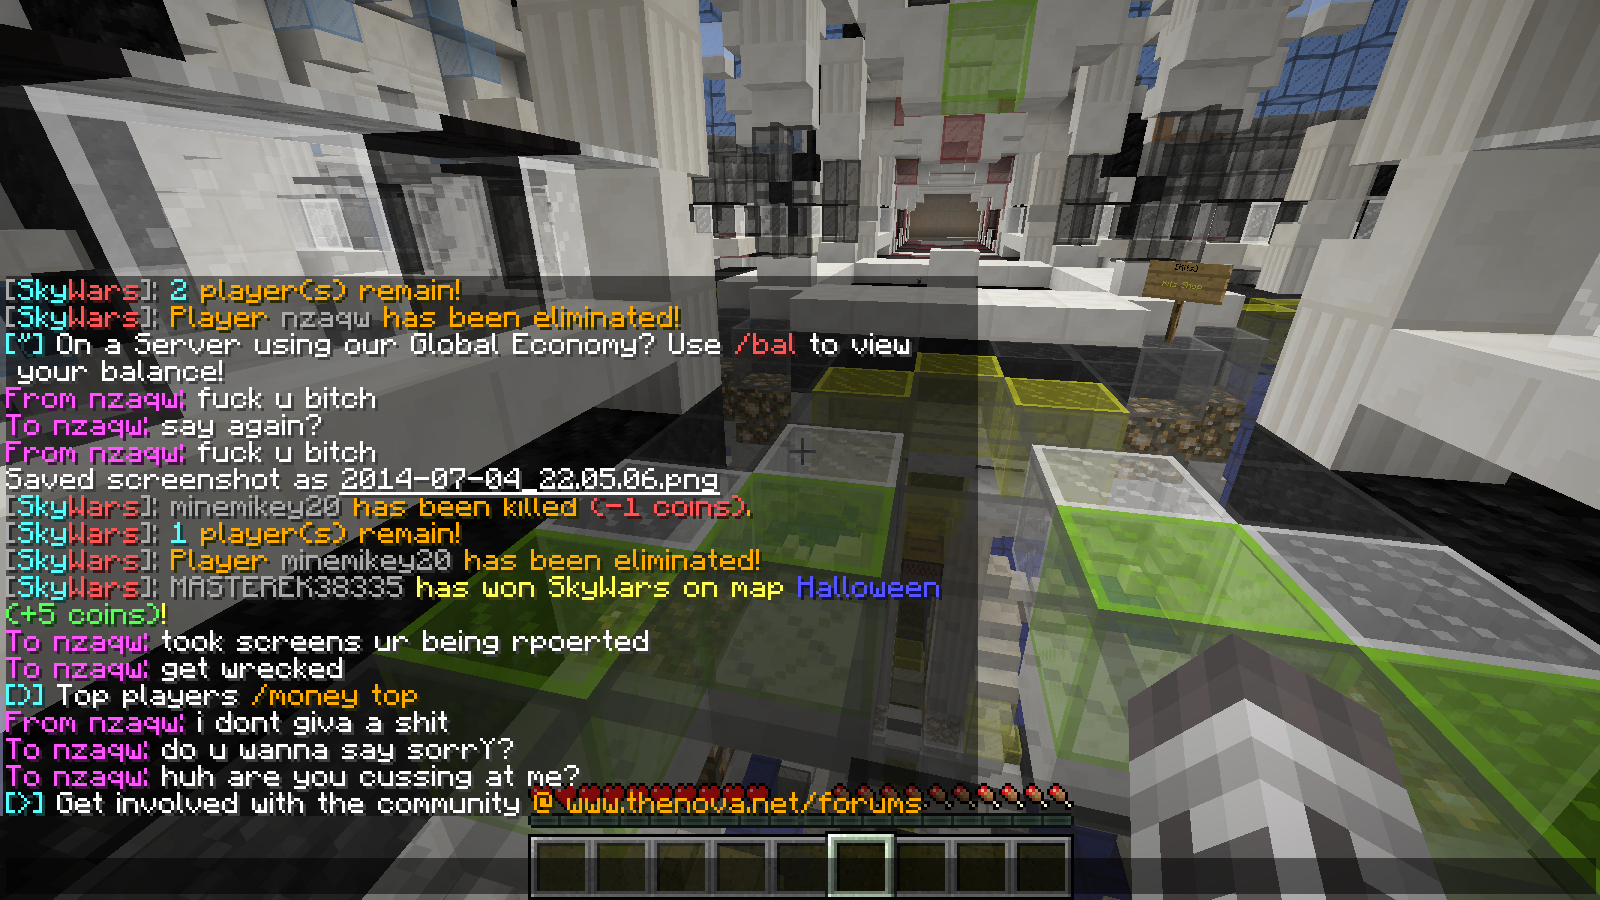 [Kits]
Kits Shop
[SkyWars]: 2 player(s) remain!
[SkyWars]: Player nzaqw has been eliminated!
[^] On a Server using our Global Economy? Use /bal to view
your balance!
From nzaqw: fuck u bitch
To nzaqw: say again?
From nzaqw: fuck u bitch
Saved screenshot as 2014-07-04_22.05.06.png
[SkyWars]: minemikey20 has been killed (-1 coins).
[SkyWars]: 1 player(s) remain!
[SkyWars]: Player minemikey20 has been eliminated!
[SkyWars]: MASTEREK38335 has won SkyWars on map Halloween
(+5 coins)!
To nzaqw: took screens ur being rpoerted
To nzaqw: get wrecked
[>] Top players /money top
From nzaqw: i dont giva a shit
To nzaqw: do u wanna say sorrY?
To nzaqw: huh are you cussing at me?
[>] Get involved with the community @ www.thenova.net/forums